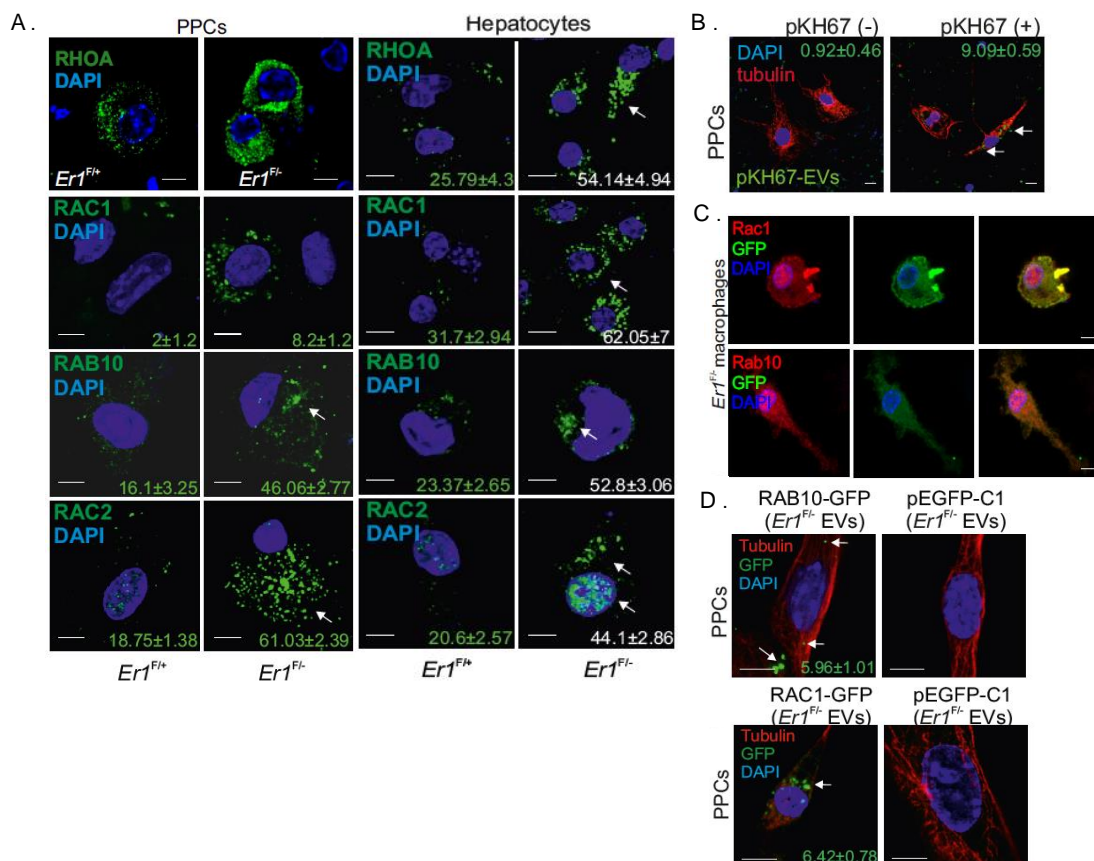 A .
PPCs
Hepatocytes
RHOA
DAPI
Er1F/+
Er1F/-
RHOA
DAPI
25.79±4.3
54.14±4.94
RAC1
DAPI
2±1.2
8.2±1.2
RAC1
DAPI
31.7±2.94
62.05±7
RAB10
DAPI
16.1±3.25
46.06±2.77
RAB10
DAPI
23.37±2.65
52.8±3.06
RAC2
DAPI
18.75±1.38
61.03±2.39
RAC2
DAPI
20.6±2.57
44.1±2.86
Er1F/+
Er1F/-
Er1F/+
Er1F/-
B .
pKH67 (-)
pKH67 (+)
PPCs
DAPI
tubulin
0.92±0.46
9.09±0.59
pKH67-EVs
C .
Er1F/- macrophages
Rac1
GFP
DAPI
Rab10
GFP
DAPI
D .
RAB10-GFP
(Er1F/- EVs)
pEGFP-C1
(Er1F/- EVs)
PPCs
Tubulin
GFP
DAPI
5.96±1.01
RAC1-GFP
(Er1F/- EVs)
pEGFP-C1
(Er1F/- EVs)
PPCs
Tubulin
GFP
DAPI
6.42±0.78